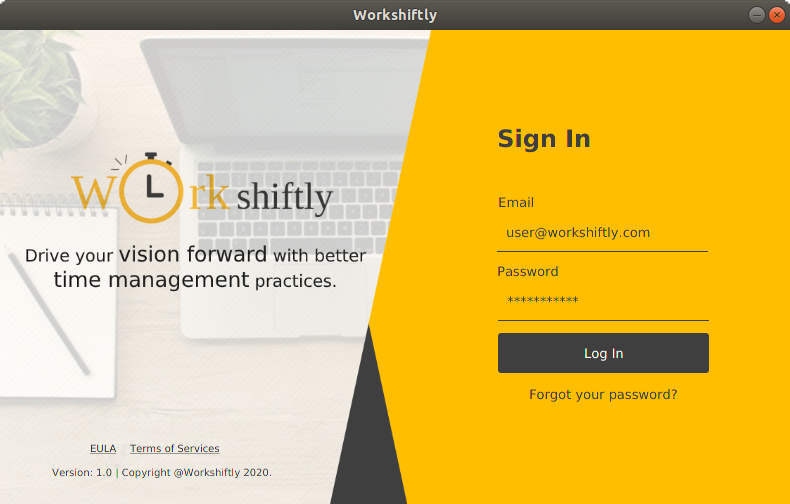 Workshiftly
Work shiftly
Drive your vision forward with better
time management practices.
EULA Terms of Services
Version: 1.0 | Copyright @Workshiftly 2020.
Sign In
Email
user@workshiftly.com
Password
***********
Log In
Forgot your password?